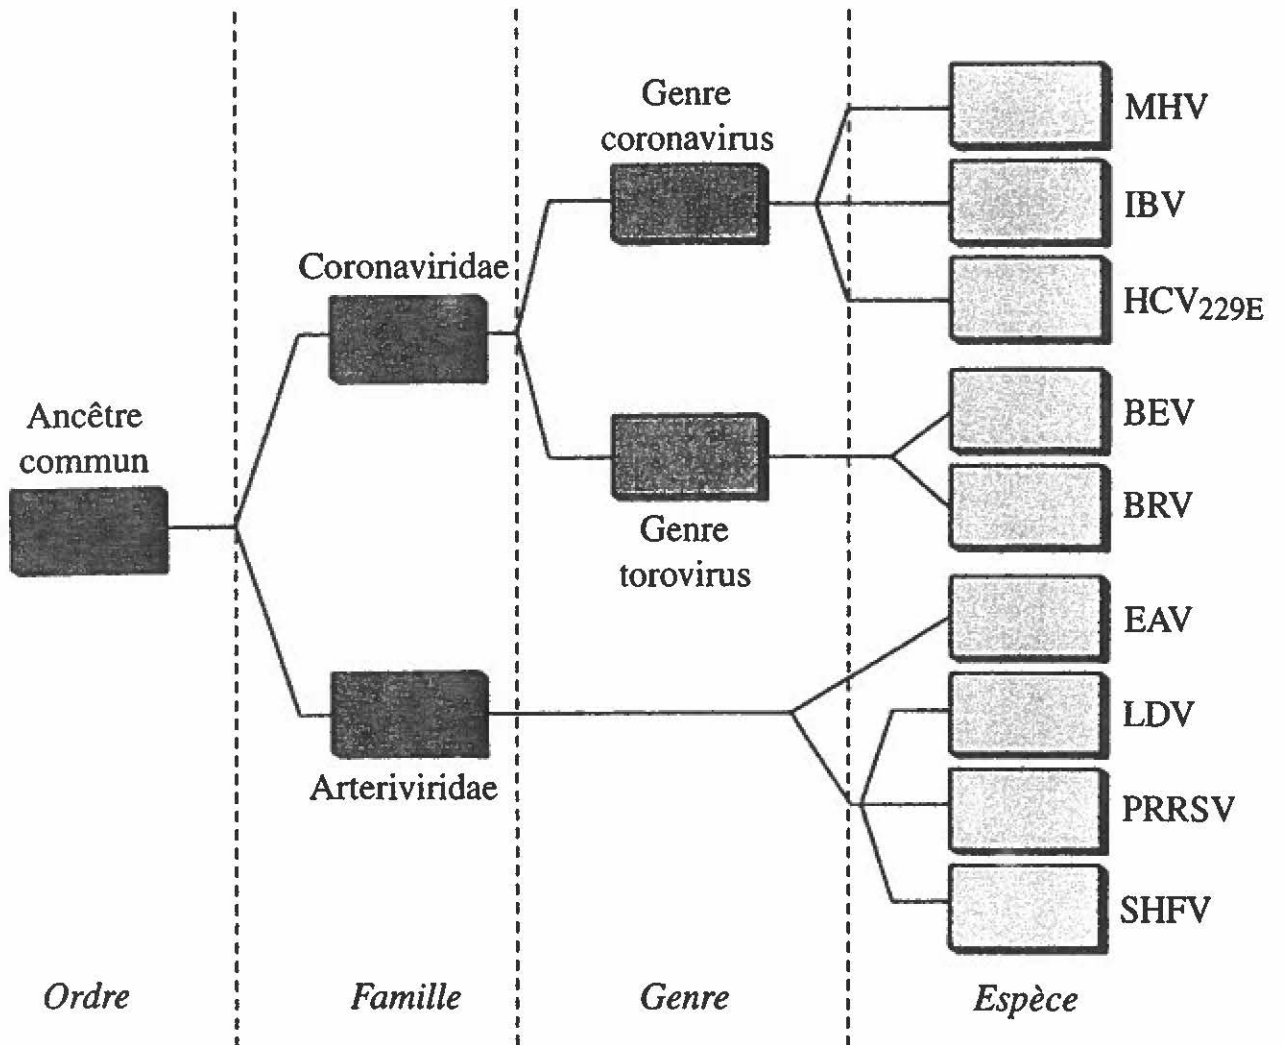 Genre
coronavirus
MHV
IBV
Coronaviridae
HCV229E
Ancêtre
commun
BEV
BRV
Genre
torovirus
EAV
LDV
Arteriviridae
PRRSV
SHFV
Ordre
Famille
Genre
Espèce